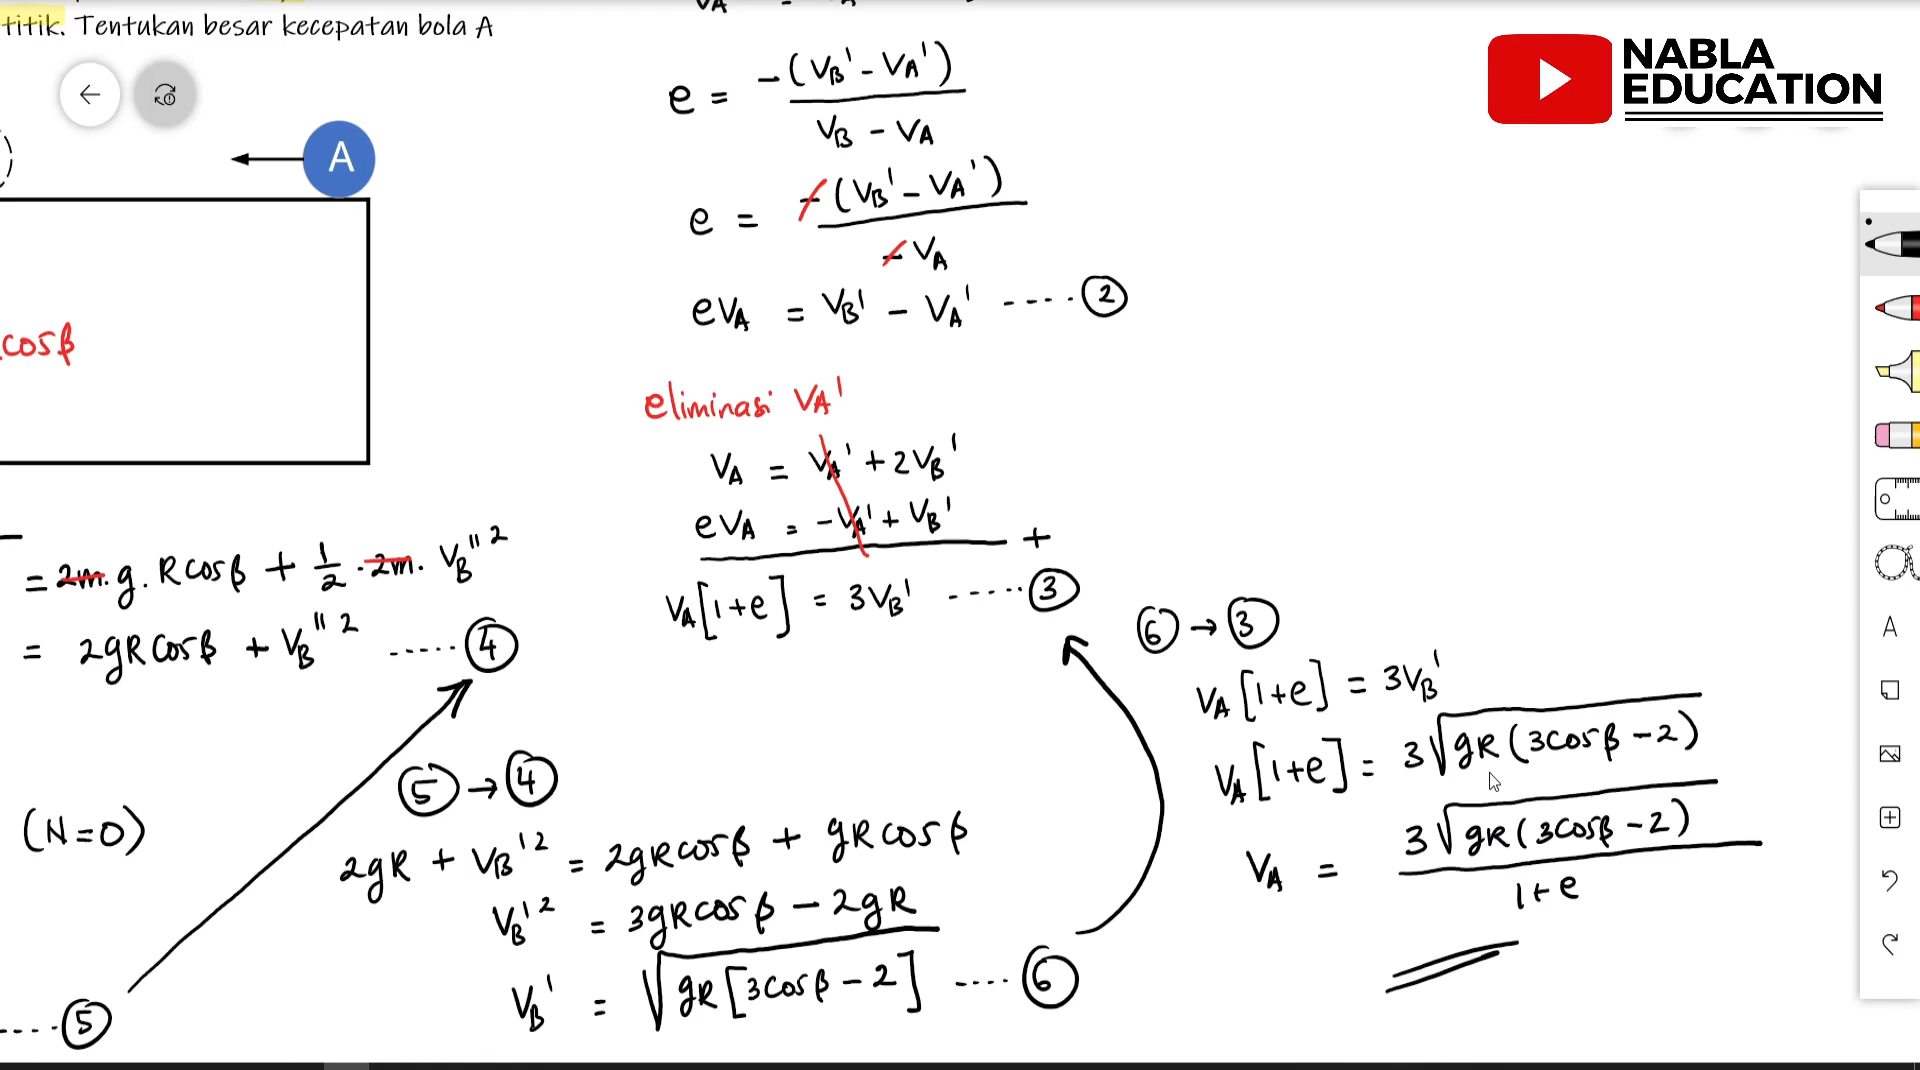 titik. Tentukan besar kecepatan bola A
NABLA
EDUCATION
A
cosβ
e = -(VB' - VA') / VB - VA
e = -(VB' - VA') / -VA
eVA = VB' - VA' ---- ②
eliminasi VA'
VA = VA' + 2VB'
eVA = -VA' + VB'
+
VA[1+e] = 3VB' ----- ③
= 2m.g.Rcosβ + 1/2 .2m. VB''²
= 2gRcosβ + VB''² ----- ④
(N=0)
---- ⑤
⑤ → ④
2gR + VB'² = 2gRcosβ + gRcosβ
VB'² = 3gRcosβ - 2gR
VB' = √gR[3cosβ - 2] ---- ⑥
⑥ → ③
VA[1+e] = 3VB'
VA[1+e] = 3√gR(3cosβ - 2)
VA = 3√gR(3cosβ - 2) / 1+e
A